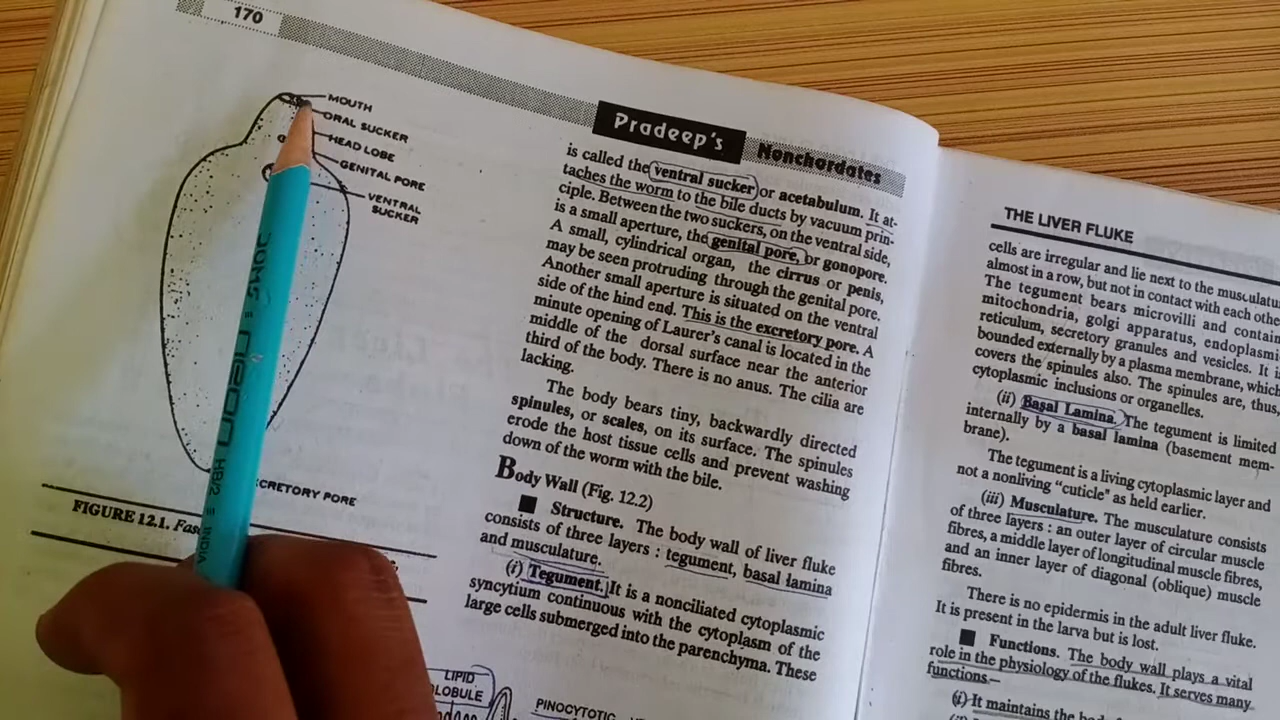 170
MOUTH
ORAL SUCKER
HEAD LOBE
GENITAL PORE
VENTRAL
SUCKER
CRETORY PORE
FIGURE 12.1. Fas
HB/2 = INDIA
LIPID
LOBULE
PINOCYTOTIC
Pradeep's Nonchordates
is called the ventral sucker or acetabulum. It at-
taches the worm to the bile ducts by vacuum prin-
ciple. Between the two suckers, on the ventral side,
is a small aperture, the genital pore, or gonopore.
A small, cylindrical organ, the cirrus or penis,
may be seen protruding through the genital pore.
Another small aperture is situated on the ventral
side of the hind end. This is the excretory pore. A
minute opening of Laurer's canal is located in the
middle of the dorsal surface near the anterior
third of the body. There is no anus. The cilia are
lacking.
The body bears tiny, backwardly directed
spinules, or scales, on its surface. The spinules
erode the host tissue cells and prevent washing
down of the worm with the bile.
Body Wall (Fig. 12.2)
■ Structure. The body wall of liver fluke
consists of three layers : tegument, basal lamina
and musculature.
(i) Tegument. It is a nonciliated cytoplasmic
syncytium continuous with the cytoplasm of the
large cells submerged into the parenchyma. These
THE LIVER FLUKE
cells are irregular and lie next to the musculatu
almost in a row, but not in contact with each othe
The tegument bears microvilli and contain
mitochondria, golgi apparatus, endoplasmi
reticulum, secretory granules and vesicles. It i
bounded externally by a plasma membrane, which
covers the spinules also. The spinules are, thus,
cytoplasmic inclusions or organelles.
(ii) Basal Lamina. The tegument is limited
internally by a basal lamina (basement mem-
brane).
The tegument is a living cytoplasmic layer and
not a nonliving "cuticle" as held earlier.
(iii) Musculature. The musculature consists
of three layers : an outer layer of circular muscle
fibres, a middle layer of longitudinal muscle fibres,
and an inner layer of diagonal (oblique) muscle
fibres.
There is no epidermis in the adult liver fluke.
It is present in the larva but is lost.
■ Functions. The body wall plays a vital
role in the physiology of the flukes. It serves many
functions—
(i) It maintains the